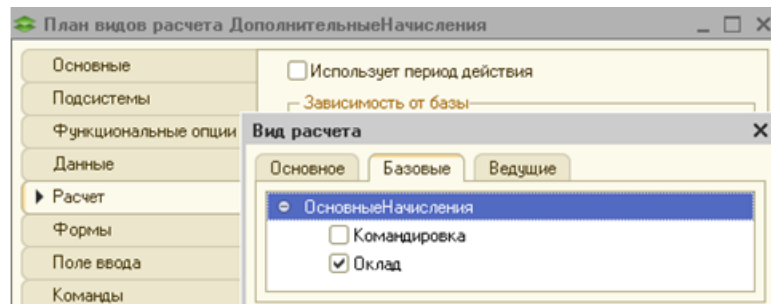 План видов расчета ДополнительныеНачисления
Основные
Подсистемы
Функциональные опции
Данные
Расчет
Формы
Поле ввода
Команды
Использует период действия
Зависимость от базы
Вид расчета
Основное Базовые Ведущие
ОсновныеНачисления
Командировка
Оклад